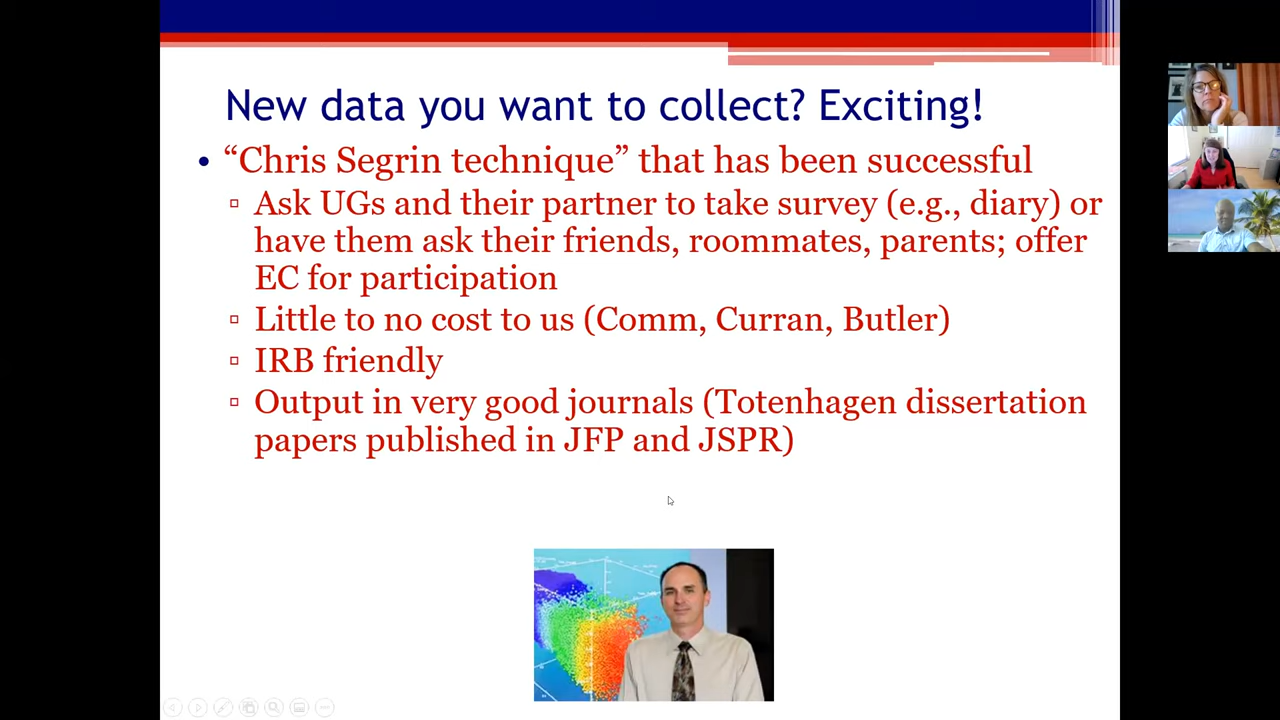 New data you want to collect? Exciting!
• “Chris Segrin technique” that has been successful
▫ Ask UGs and their partner to take survey (e.g., diary) or
have them ask their friends, roommates, parents; offer
EC for participation
▫ Little to no cost to us (Comm, Curran, Butler)
▫ IRB friendly
▫ Output in very good journals (Totenhagen dissertation
papers published in JFP and JSPR)